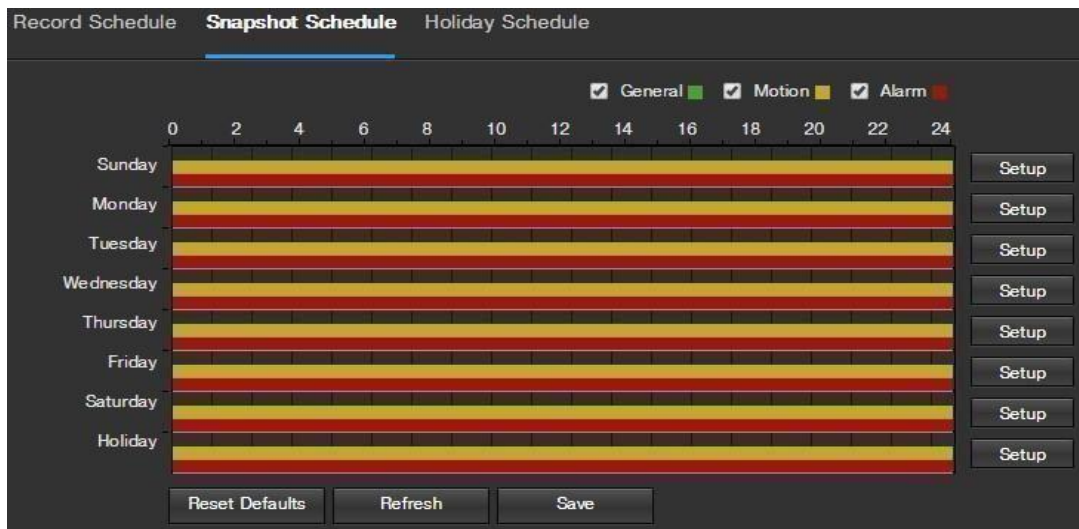 Record Schedule Snapshot Schedule Holiday Schedule
General Motion Alarm
0 2 4 6 8 10 12 14 16 18 20 22 24
Sunday Setup
Monday Setup
Tuesday Setup
Wednesday Setup
Thursday Setup
Friday Setup
Saturday Setup
Holiday Setup
Reset Defaults Refresh Save